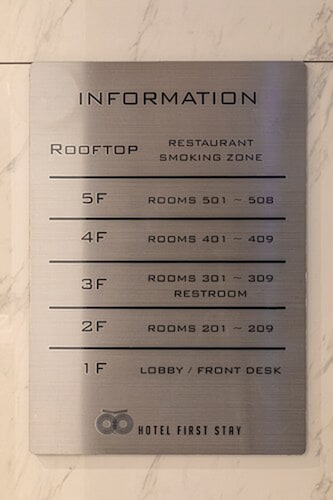 INFORMATION
ROOFTOP RESTAURANT
SMOKING ZONE
5F ROOMS 501 ~ 508
4F ROOMS 401 ~ 409
3F ROOMS 301 ~ 309
RESTROOM
2F ROOMS 201 ~ 209
1F LOBBY / FRONT DESK
HOTEL FIRST STAY